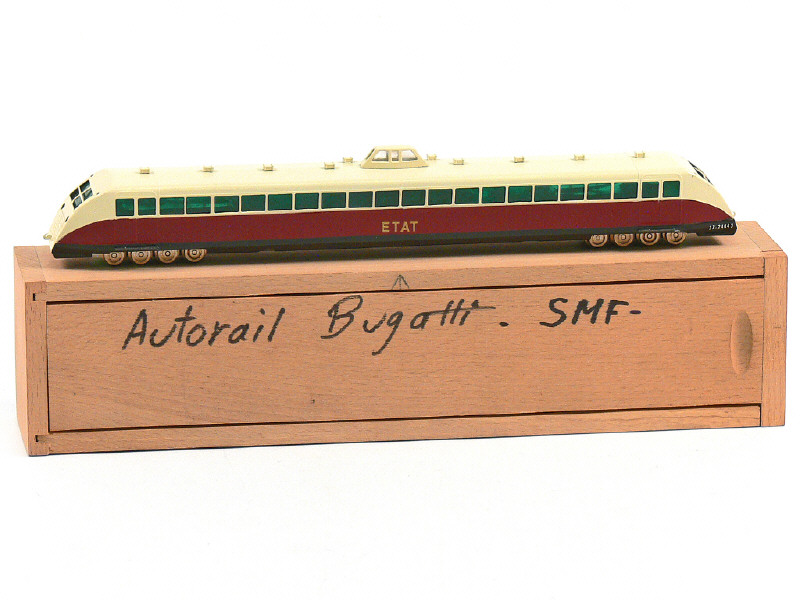 ETAT
Autorail Bugatti. SMF-